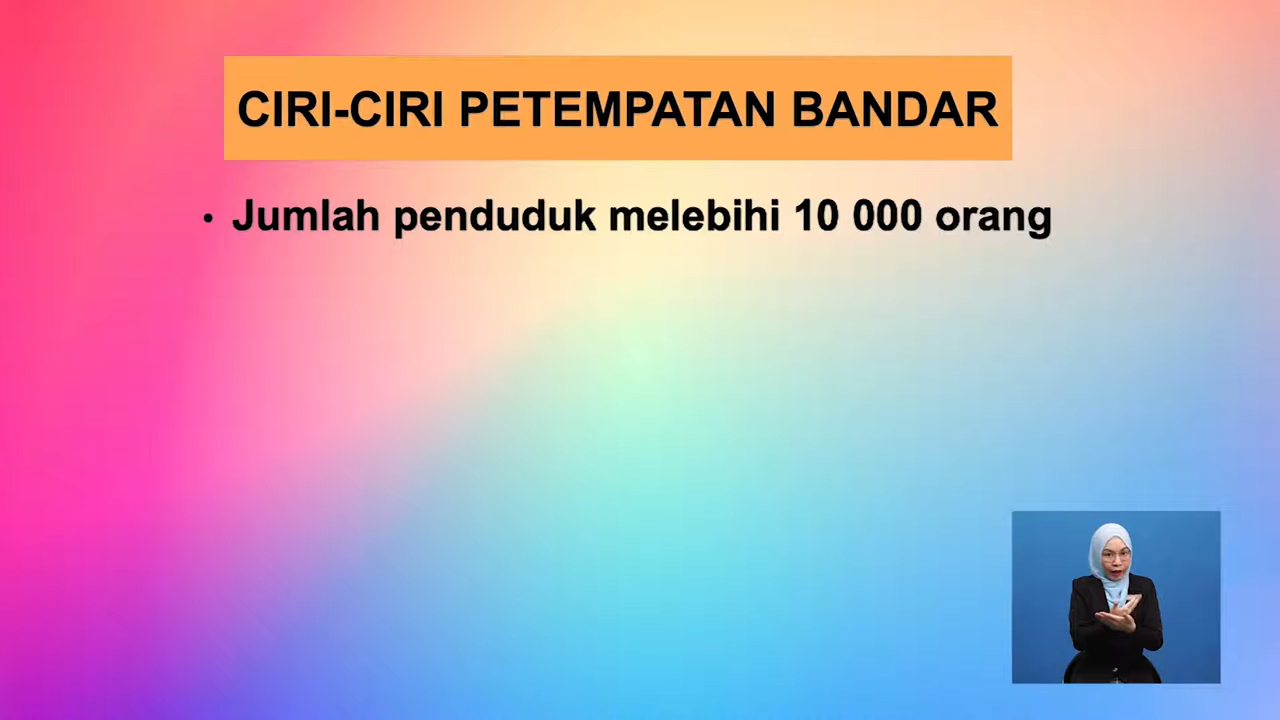 CIRI-CIRI PETEMPATAN BANDAR
• Jumlah penduduk melebihi 10 000 orang